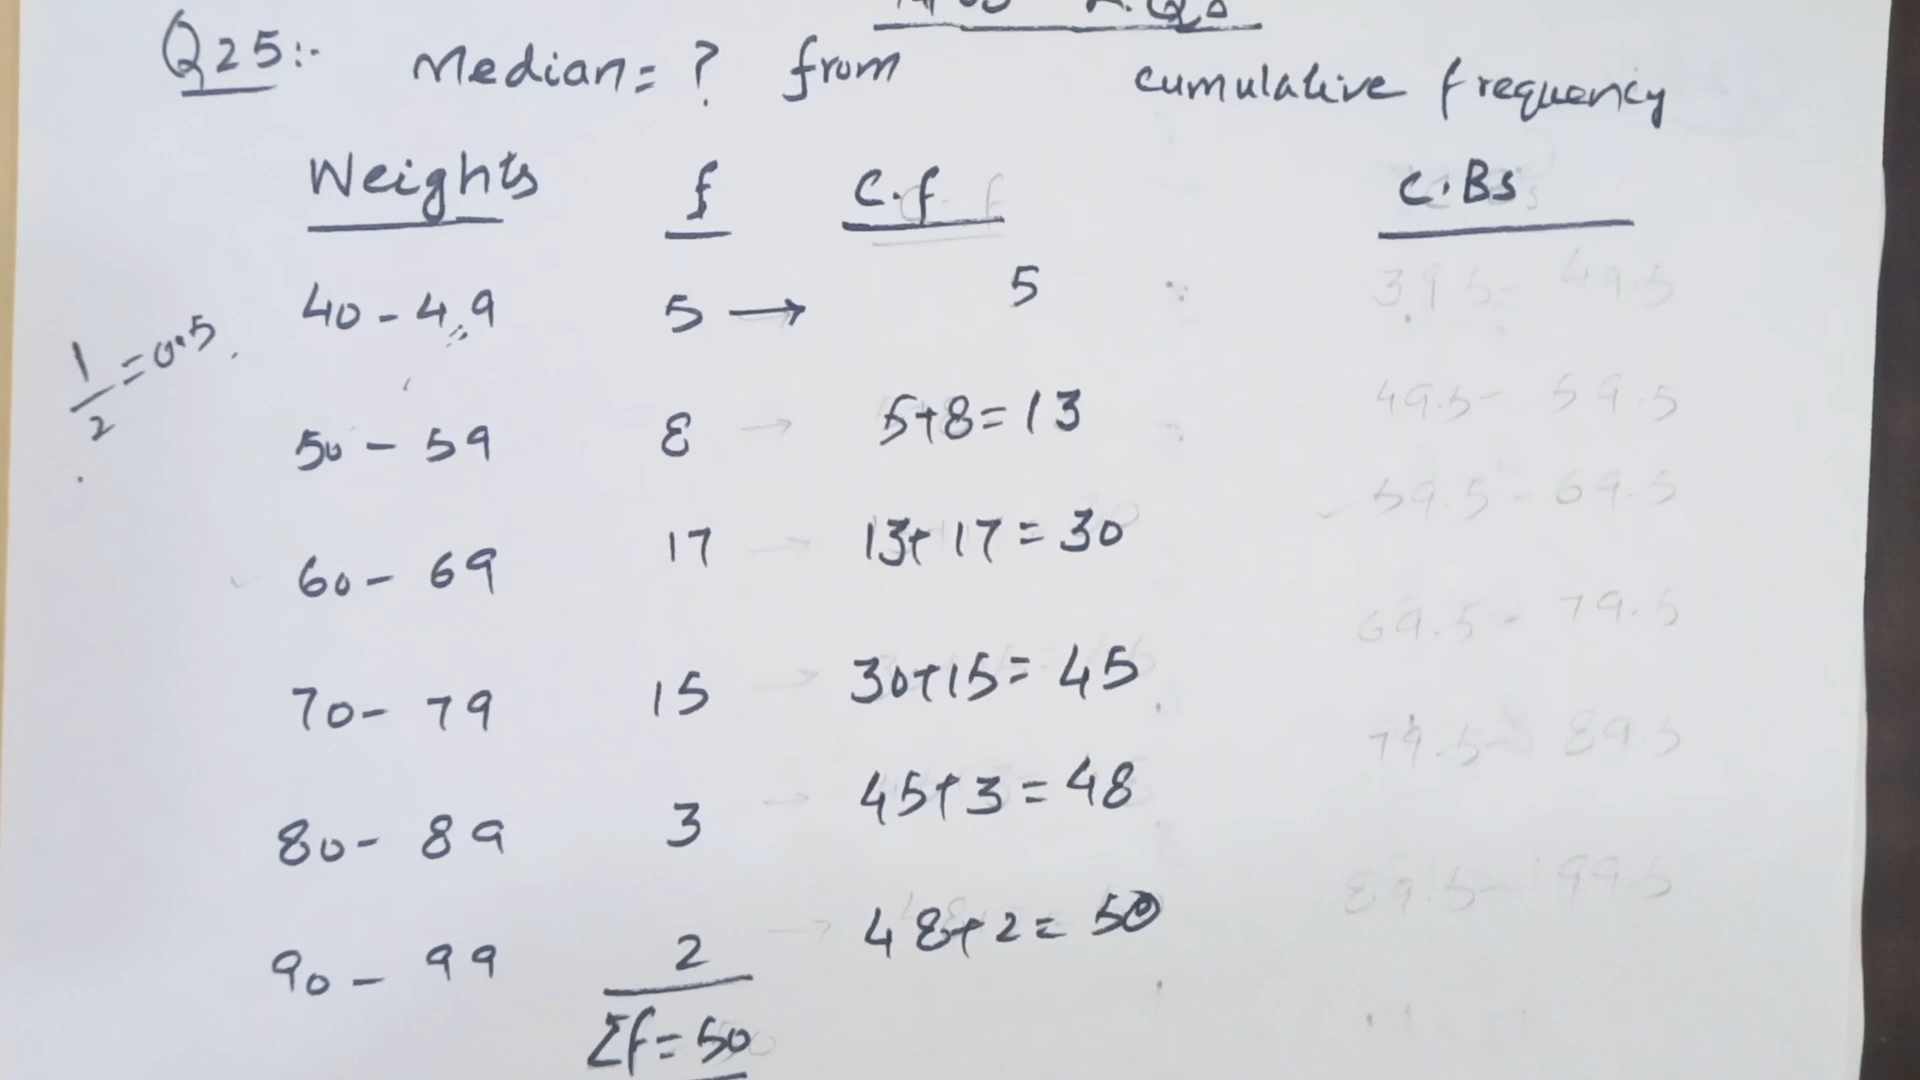 Q25:- Median = ? from cumulative frequency
Weights f C.f C.Bs
40 - 49 5 → 5 39.5 - 49.5
1/2 = 0.5
50 - 59 8 → 5+8=13 49.5 - 59.5
60 - 69 17 → 13+17=30 59.5 - 69.5
70 - 79 15 → 30+15=45 69.5 - 79.5
80 - 89 3 → 45+3=48 79.5 - 89.5
90 - 99 2 → 48+2=50 89.5 - 99.5
Σf=50